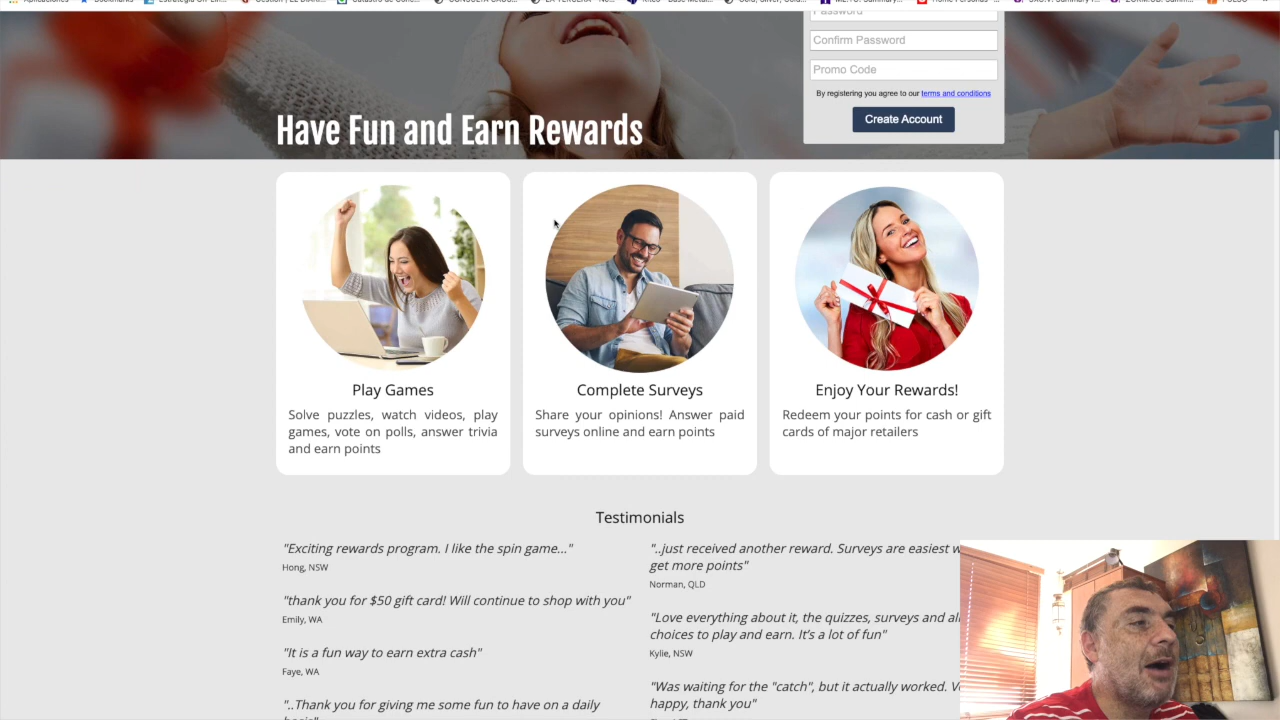 Aplicaciones
Bookmarks
Password
Confirm Password
Promo Code
By registering you agree to our terms and conditions
Create Account
Have Fun and Earn Rewards
Play Games
Solve puzzles, watch videos, play
games, vote on polls, answer trivia
and earn points
Complete Surveys
Share your opinions! Answer paid
surveys online and earn points
Enjoy Your Rewards!
Redeem your points for cash or gift
cards of major retailers
Testimonials
"Exciting rewards program. I like the spin game..."
Hong, NSW
"thank you for $50 gift card! Will continue to shop with you"
Emily, WA
"It is a fun way to earn extra cash"
Faye, WA
"..Thank you for giving me some fun to have on a daily
basis"
"..just received another reward. Surveys are easiest
get more points"
Norman, QLD
"Love everything about it, the quizzes, surveys and
choices to play and earn. It's a lot of fun"
Kylie, NSW
"Was waiting for the "catch", but it actually worked.
happy, thank you"